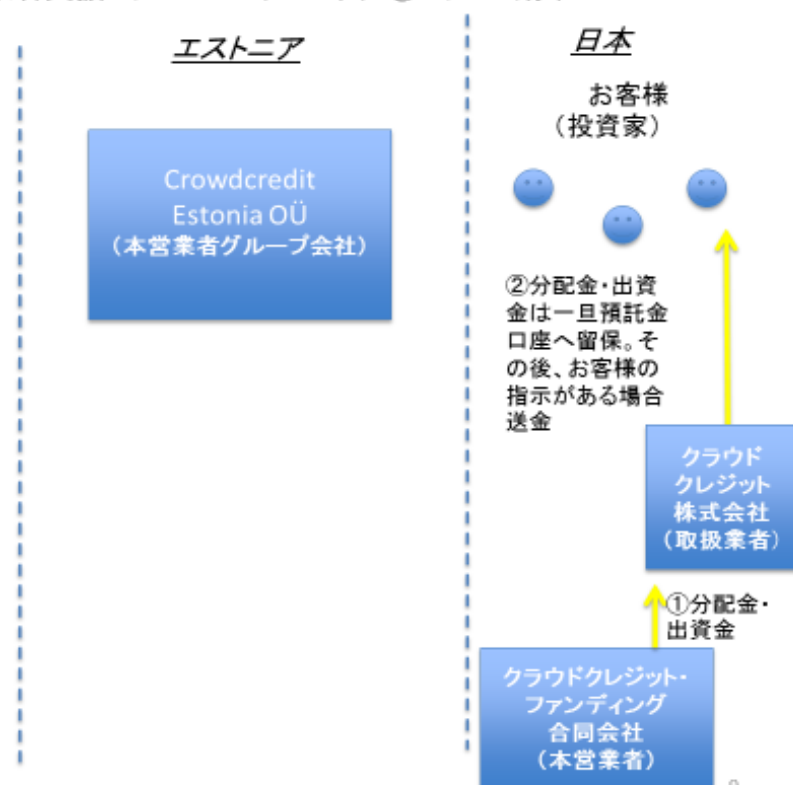 エストニア
日本
お客様
（投資家）
Crowdcredit
Estonia OÜ
（本営業者グループ会社）
②分配金・出資
金は一旦預託金
口座へ留保。そ
の後、お客様の
指示がある場合
送金
クラウド
クレジット
株式会社
（取扱業者）
①分配金・
出資金
クラウドクレジット・
ファンディング
合同会社
（本営業者）